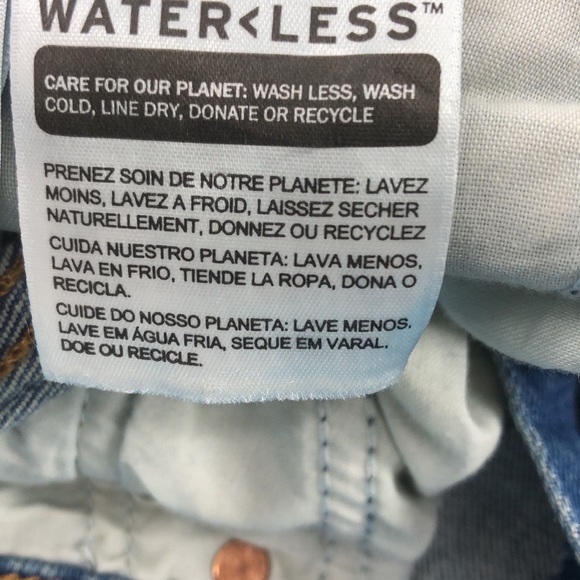 WATER<LESS™
CARE FOR OUR PLANET: WASH LESS, WASH
COLD, LINE DRY, DONATE OR RECYCLE
PRENEZ SOIN DE NOTRE PLANETE: LAVEZ
MOINS, LAVEZ A FROID, LAISSEZ SECHER
NATURELLEMENT, DONNEZ OU RECYCLEZ
CUIDA NUESTRO PLANETA: LAVA MENOS,
LAVA EN FRIO, TIENDE LA ROPA, DONA O
RECICLA.
CUIDE DO NOSSO PLANETA: LAVE MENOS.
LAVE EM ÁGUA FRIA, SEQUE EM VARAL.
DOE OU RECICLE.